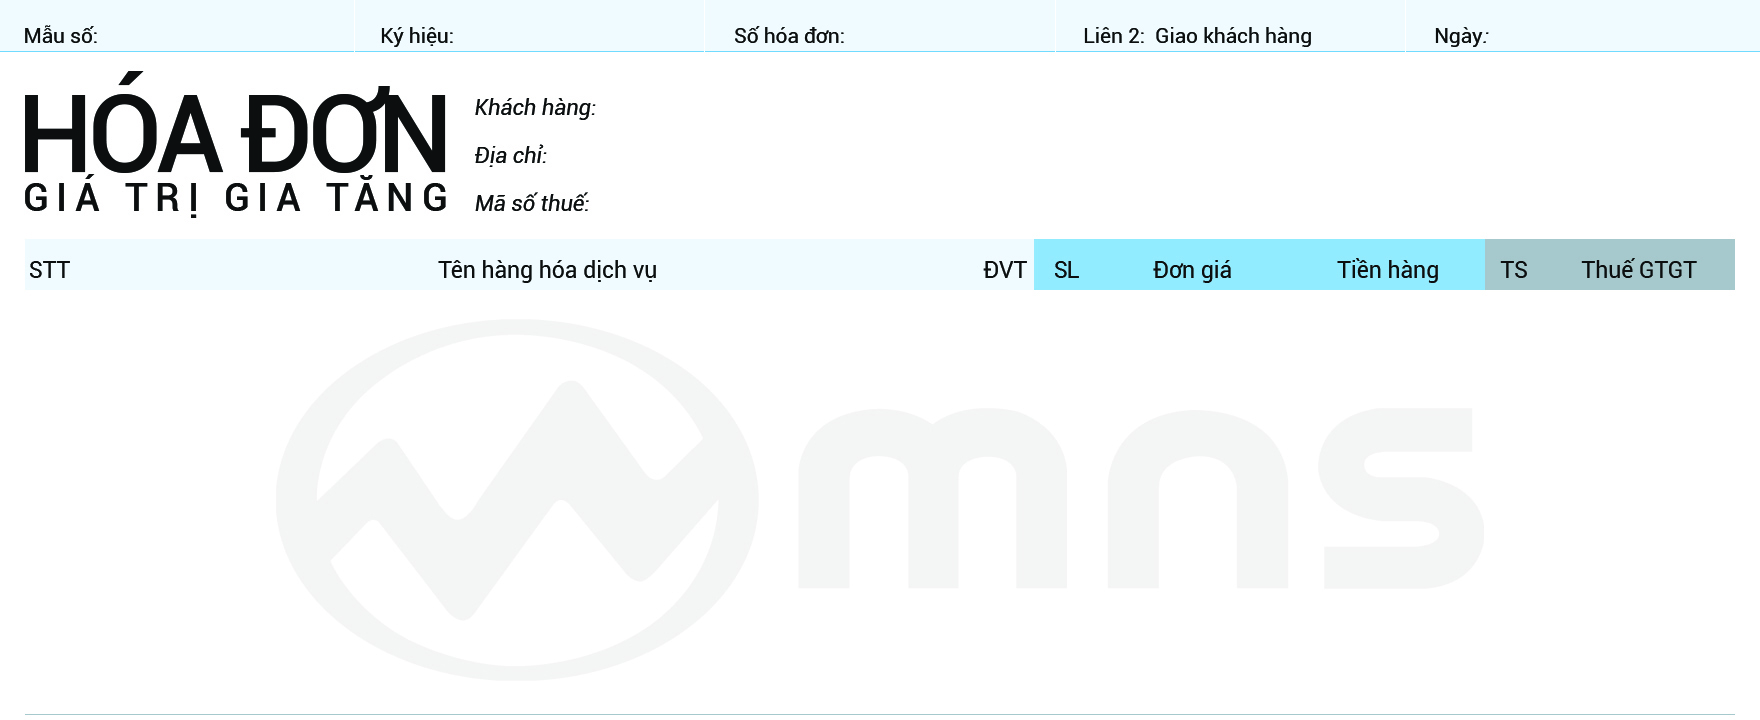 Mẫu số: Ký hiệu: Số hóa đơn: Liên 2: Giao khách hàng Ngày:
HÓA ĐƠN
GIÁ TRỊ GIA TĂNG
Khách hàng:
Địa chỉ:
Mã số thuế:
STT Tên hàng hóa dịch vụ ĐVT SL Đơn giá Tiền hàng TS Thuế GTGT
mns